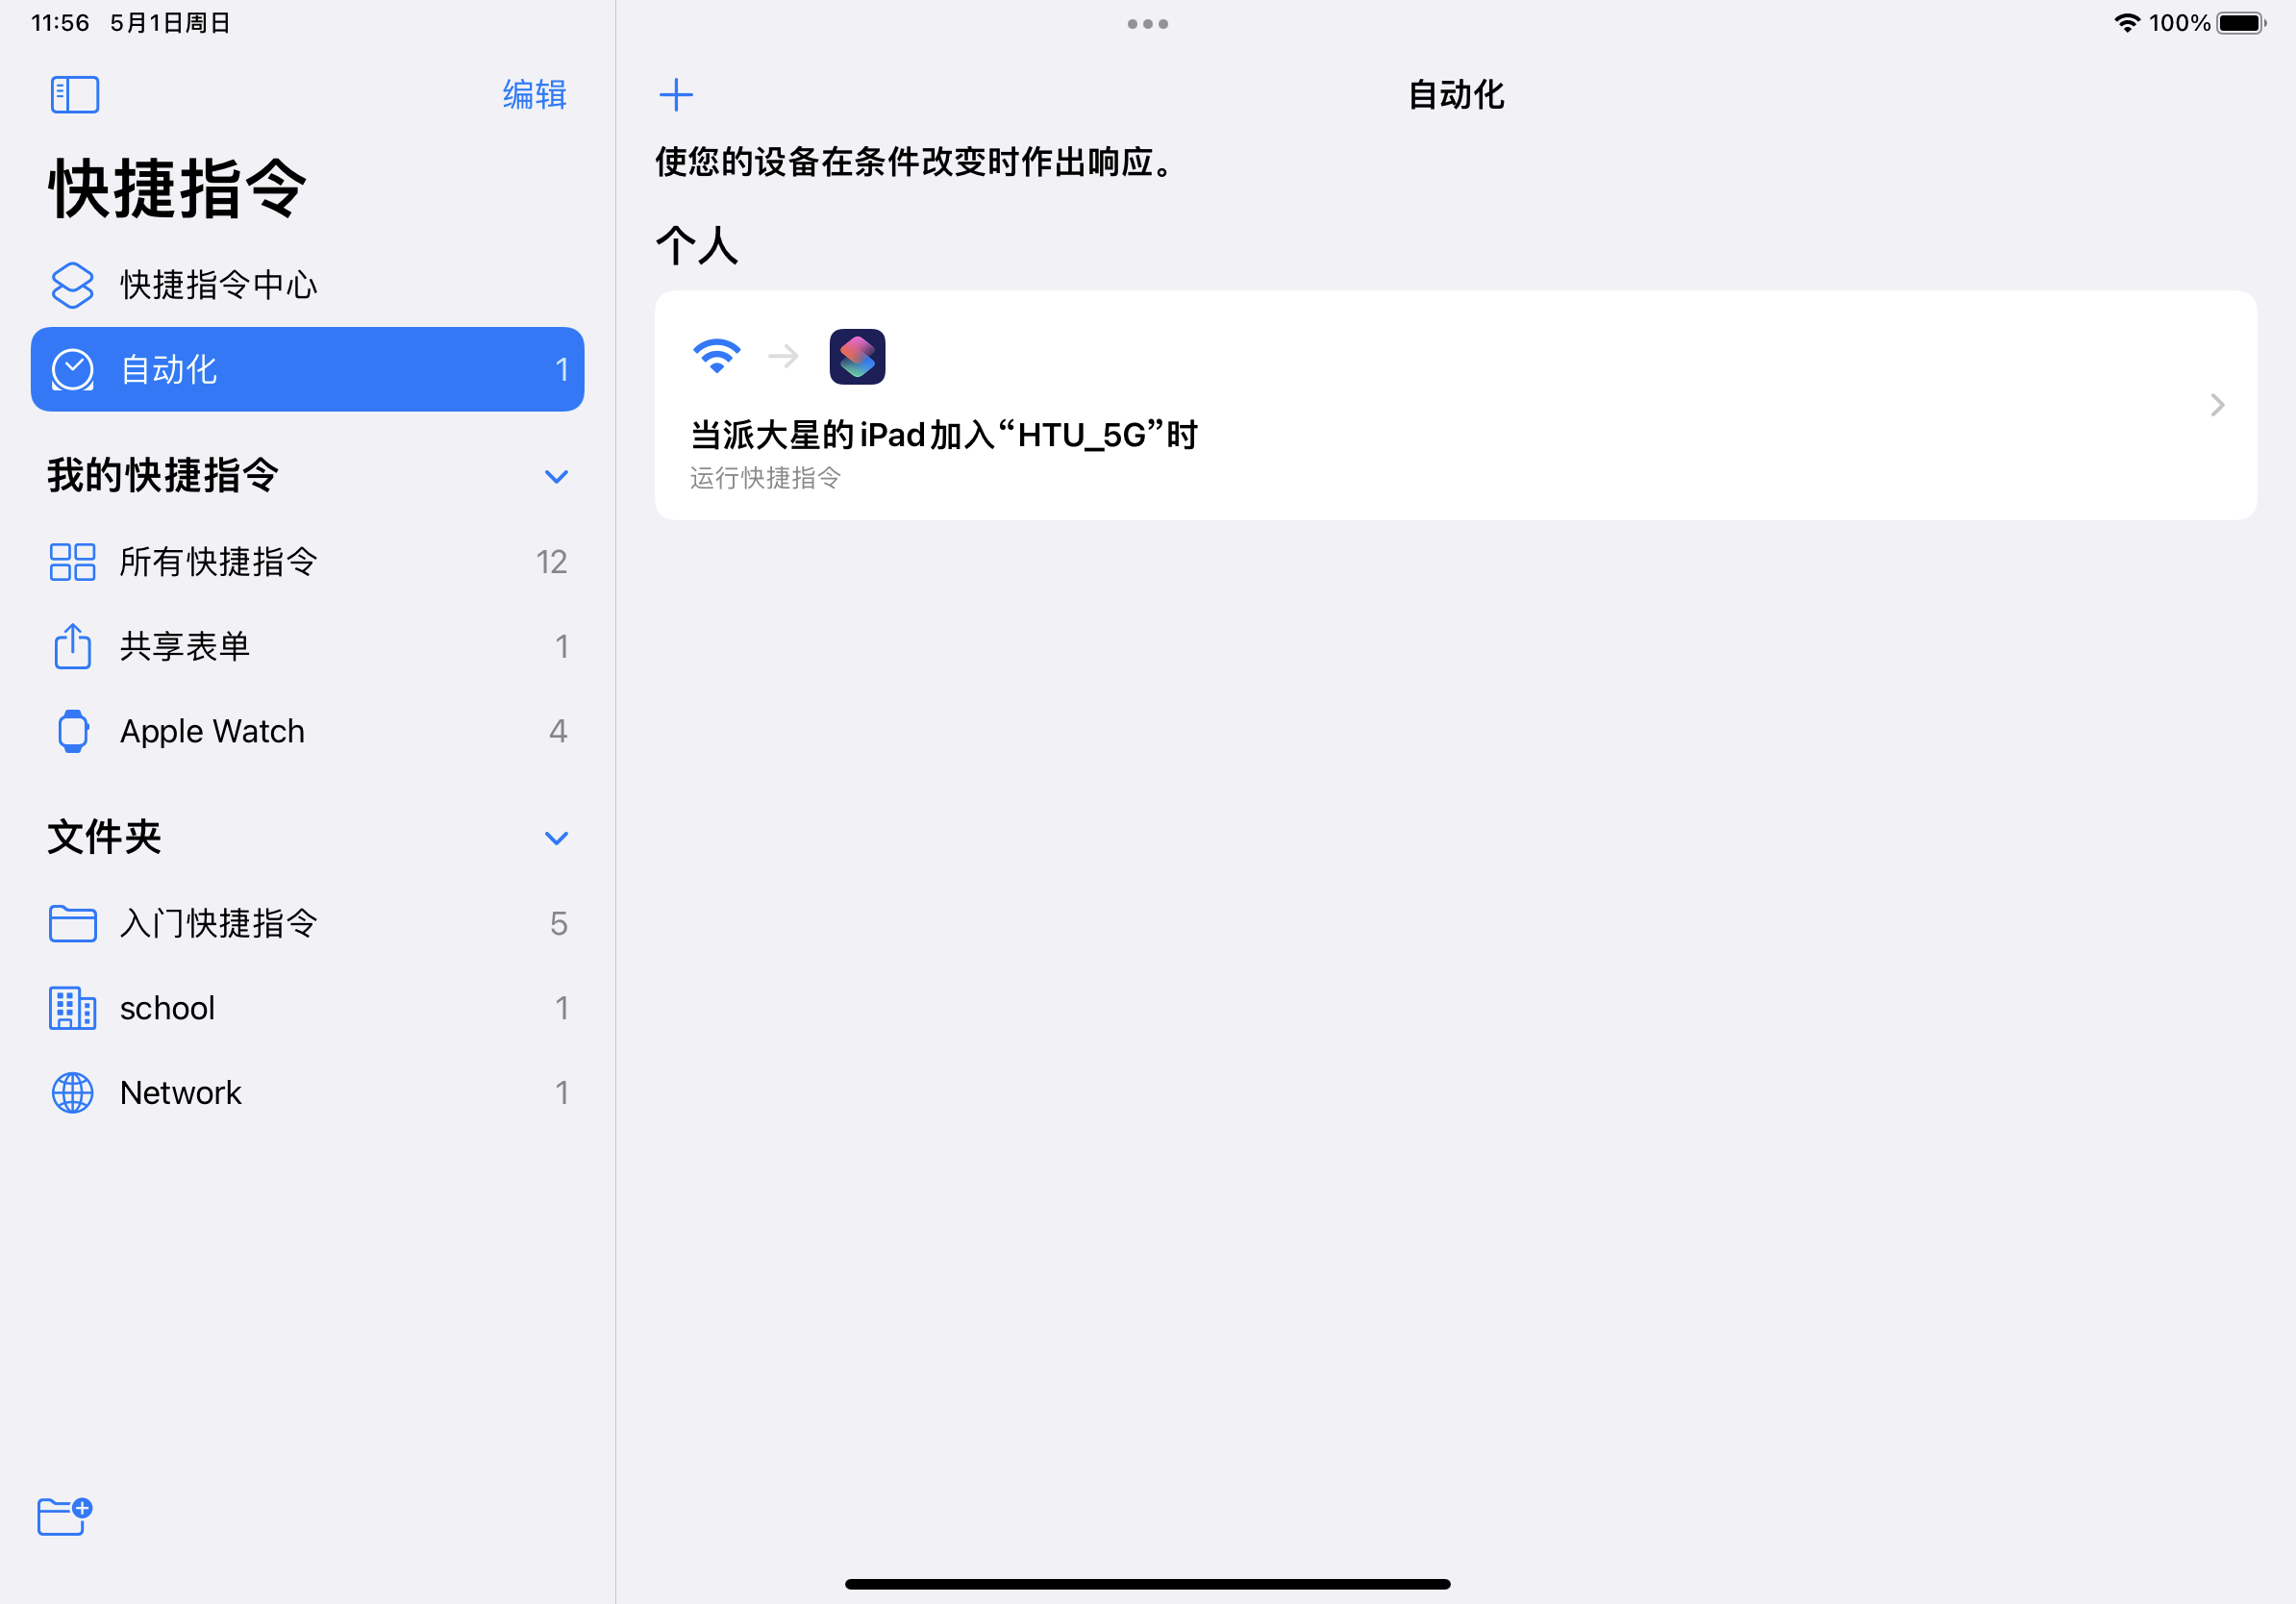 11:56 5月1日周日
100%
编辑
自动化
快捷指令
快捷指令中心
自动化 1
我的快捷指令
所有快捷指令 12
共享表单 1
Apple Watch 4
文件夹
入门快捷指令 5
school 1
Network 1
使您的设备在条件改变时作出响应。
个人
当派大星的 iPad 加入“HTU_5G”时
运行快捷指令